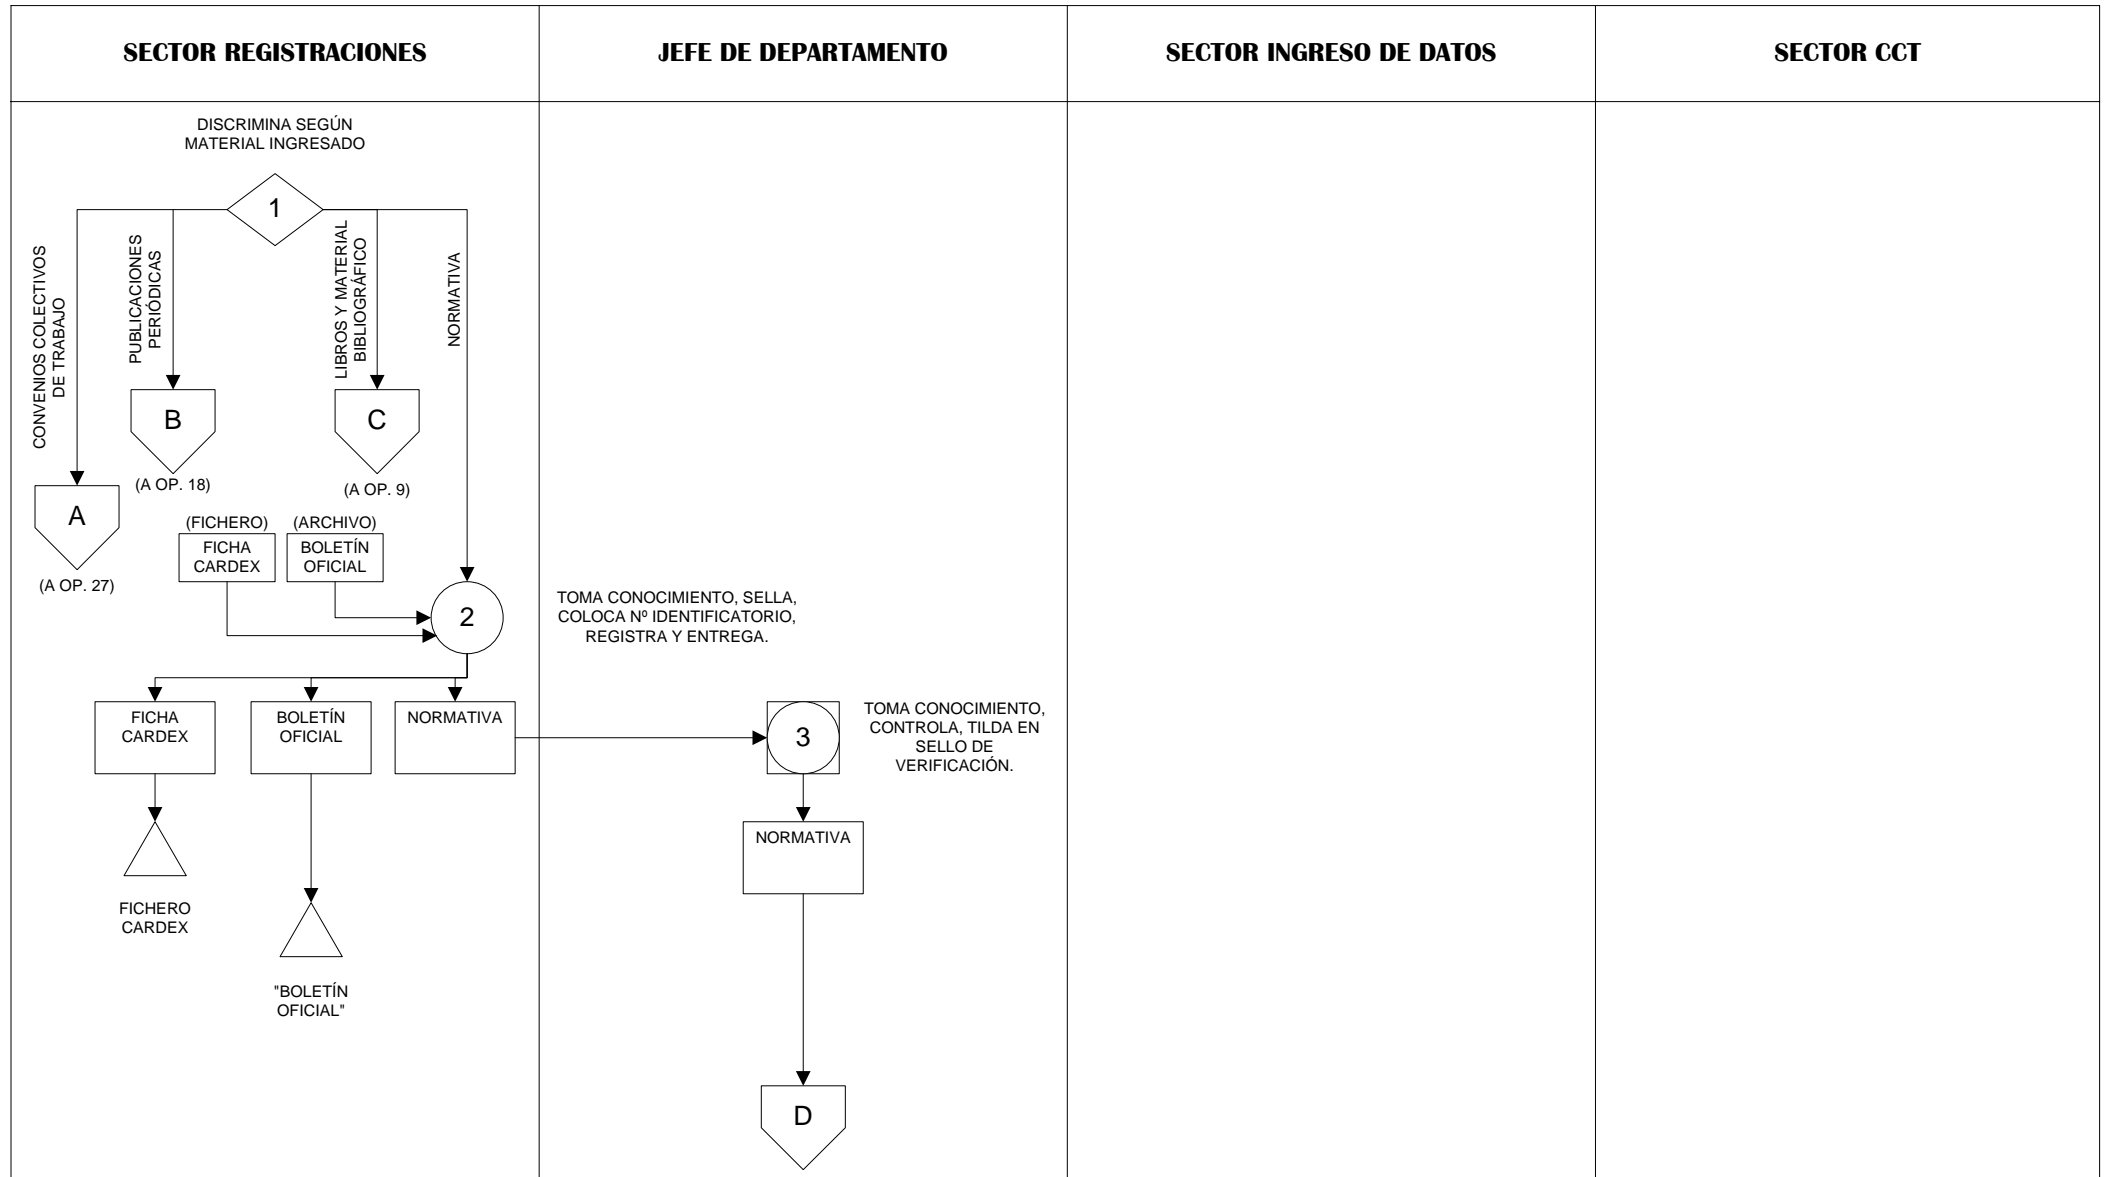 SECTOR REGISTRACIONES
JEFE DE DEPARTAMENTO
SECTOR INGRESO DE DATOS
SECTOR CCT
DISCRIMINA SEGÚN
MATERIAL INGRESADO
1
CONVENIOS COLECTIVOS
DE TRABAJO
PUBLICACIONES
PERIÓDICAS
LIBROS Y MATERIAL
BIBLIOGRÁFICO
NORMATIVA
B
C
(A OP. 18)
(A OP. 9)
A
(A OP. 27)
(FICHERO)
(ARCHIVO)
FICHA
CARDEX
BOLETÍN
OFICIAL
2
TOMA CONOCIMIENTO, SELLA,
COLOCA Nº IDENTIFICATORIO,
REGISTRA Y ENTREGA.
FICHA
CARDEX
BOLETÍN
OFICIAL
NORMATIVA
3
TOMA CONOCIMIENTO,
CONTROLA, TILDA EN
SELLO DE
VERIFICACIÓN.
NORMATIVA
FICHERO
CARDEX
"BOLETÍN
OFICIAL"
D